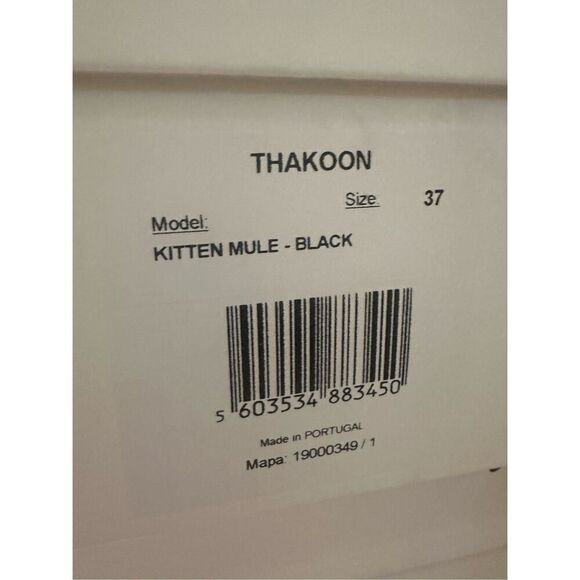 THAKOON
Size: 37
Model:
KITTEN MULE - BLACK
5 603534 883450
Made in PORTUGAL
Mapa: 19000349 / 1